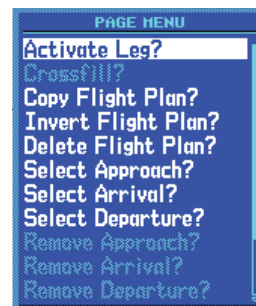 PAGE MENU
Activate Leg?
Crossfill?
Copy Flight Plan?
Invert Flight Plan?
Delete Flight Plan?
Select Approach?
Select Arrival?
Select Departure?
Remove Approach?
Remove Arrival?
Remove Departure?